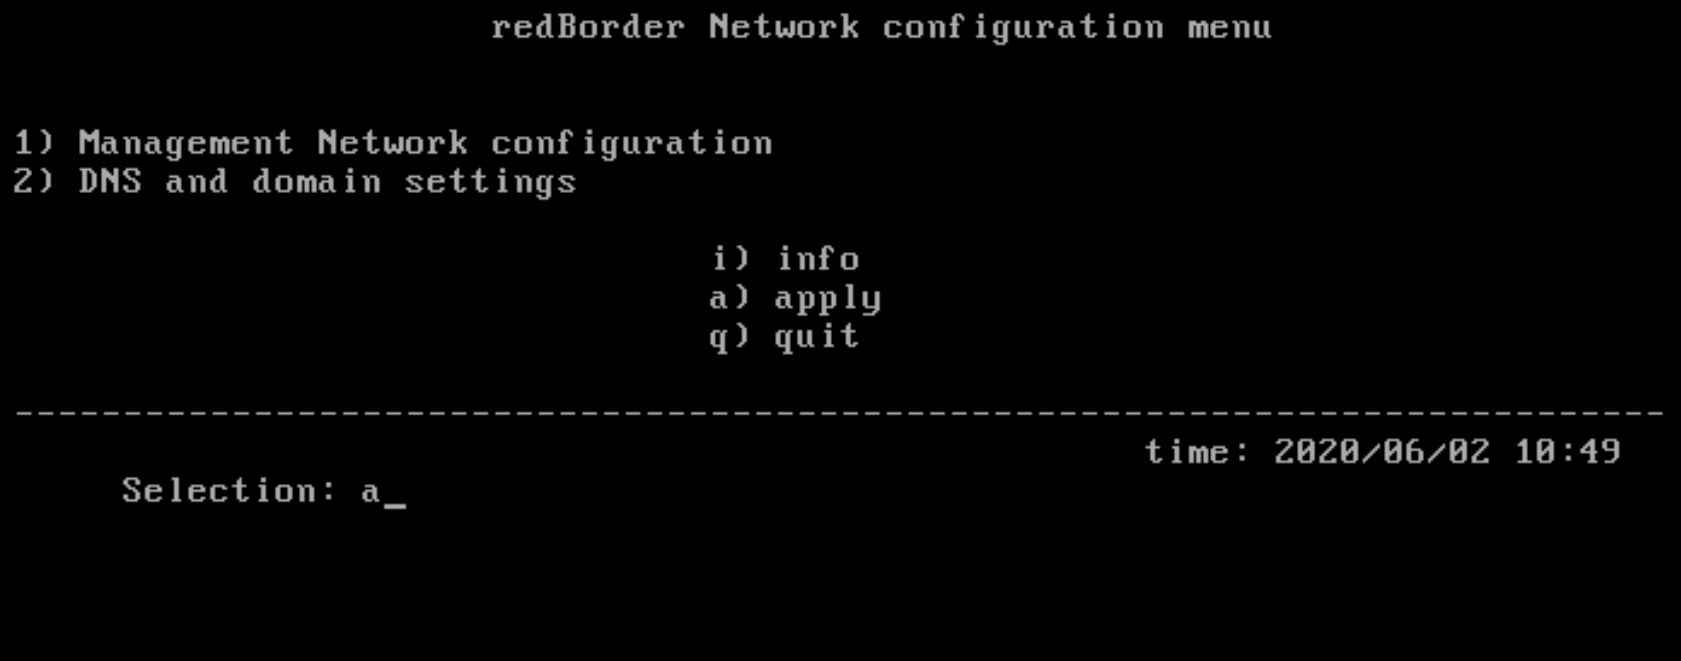 redBorder Network configuration menu
1) Management Network configuration
2) DNS and domain settings
i) info
a) apply
q) quit
----------------------------------------------------------------------------
time: 2020/06/02 10:49
Selection: a_